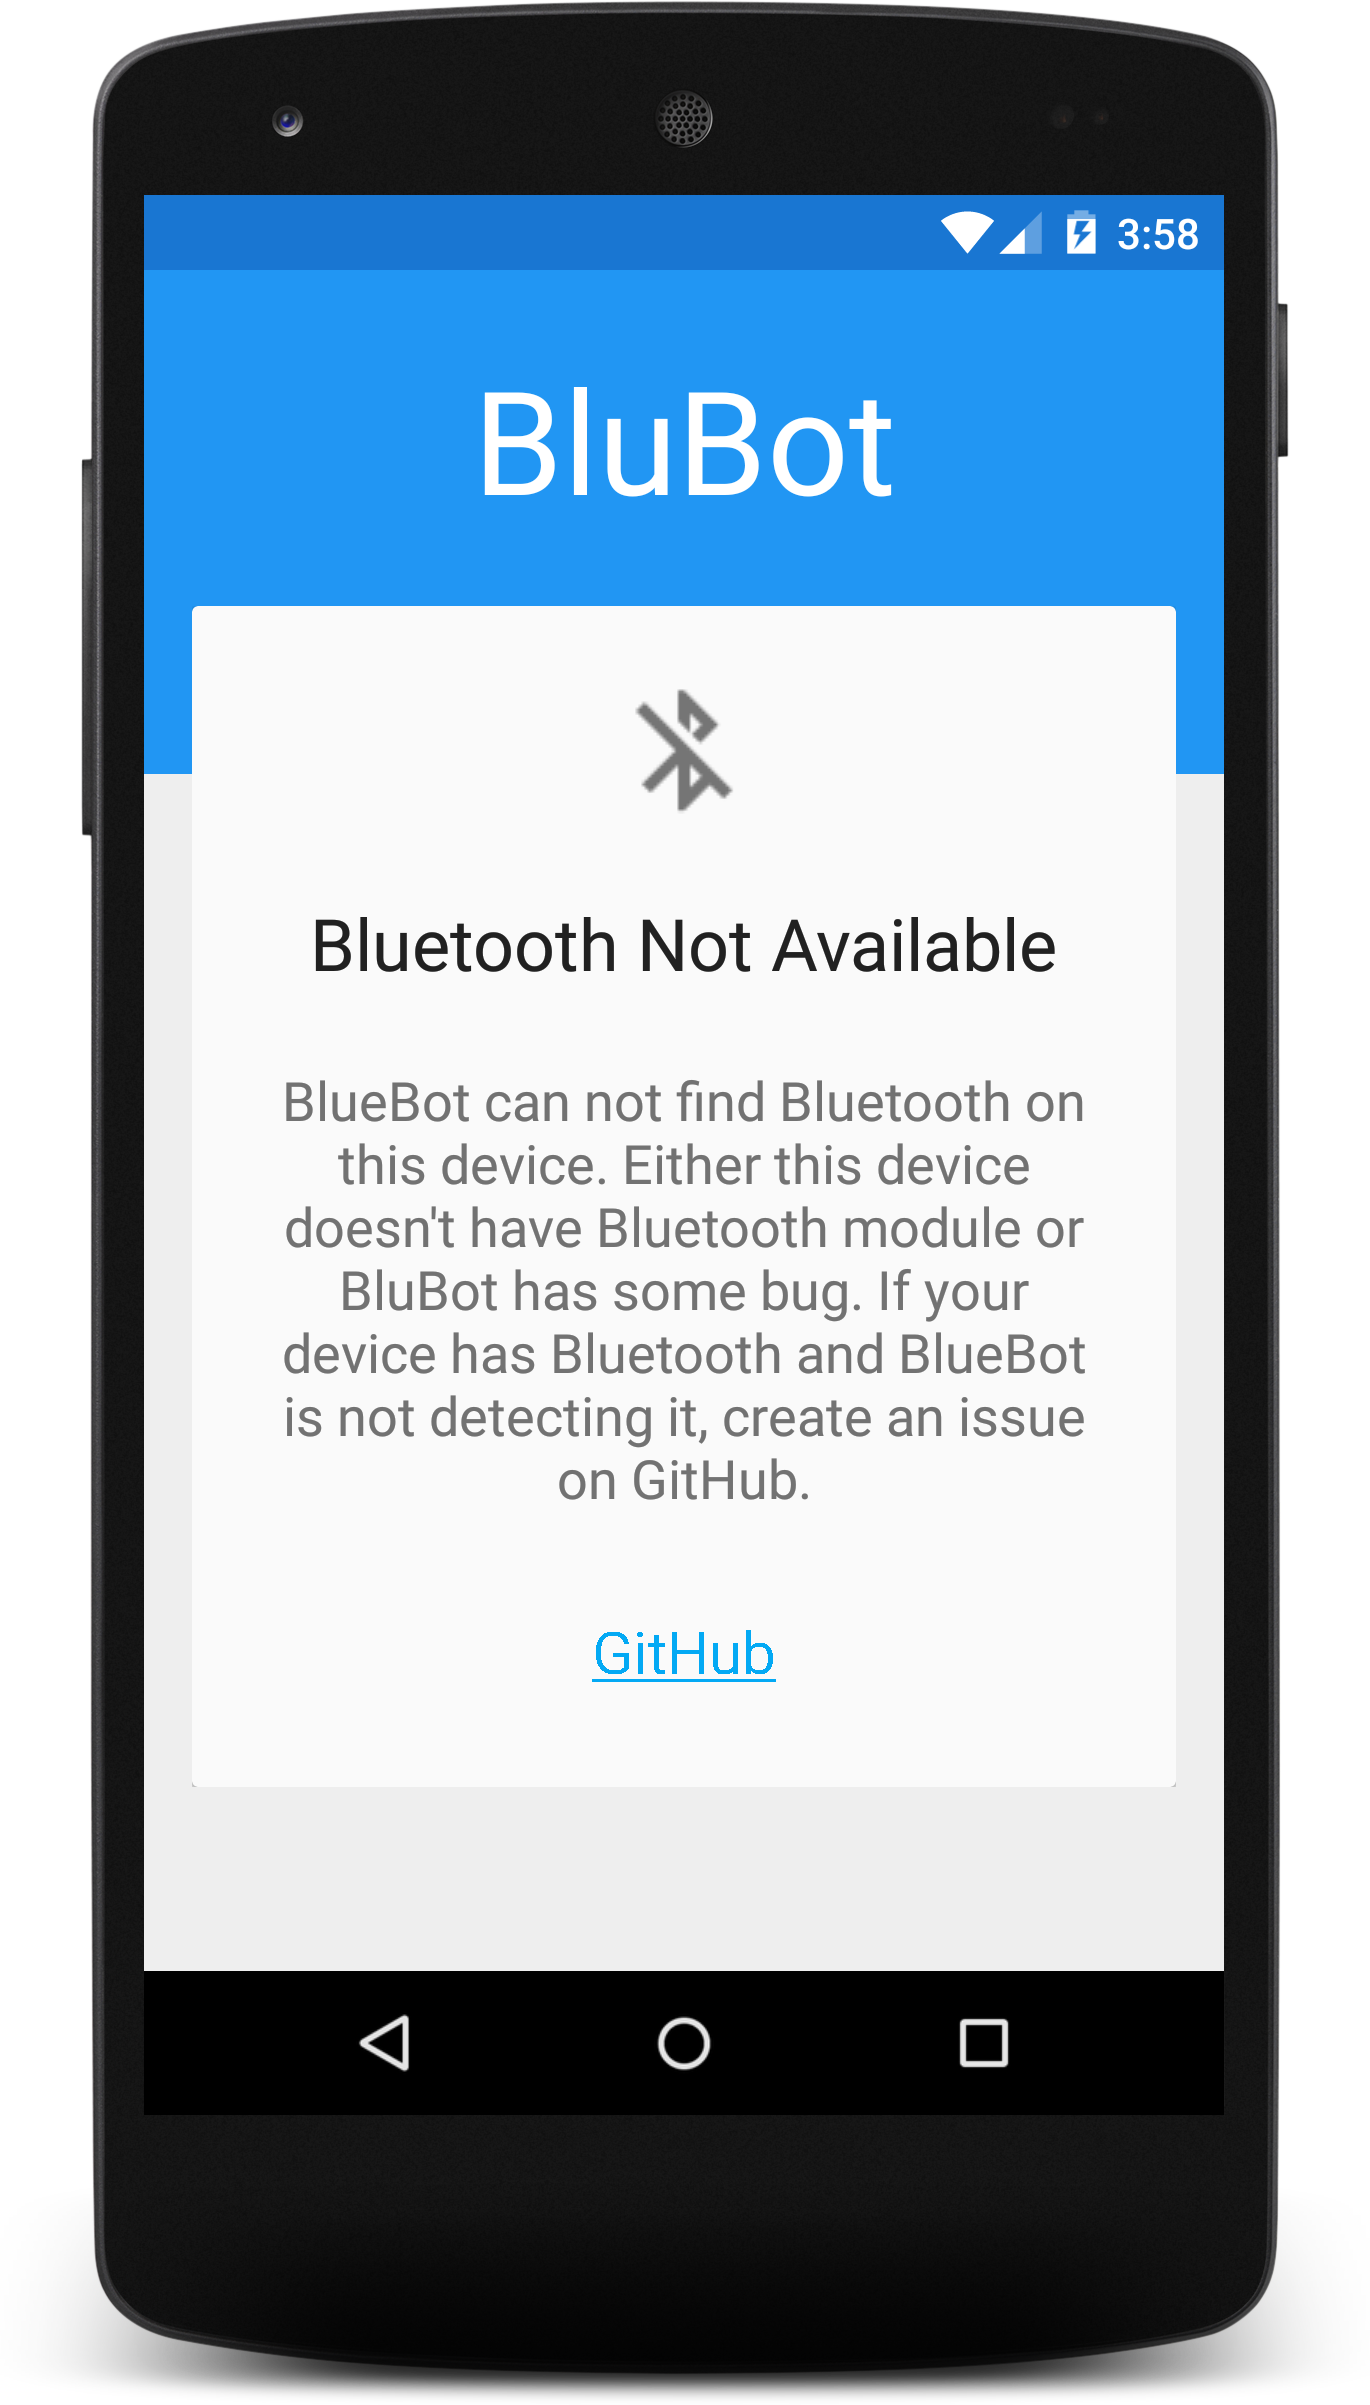 3:58
BluBot
Bluetooth Not Available
BlueBot can not find Bluetooth on
this device. Either this device
doesn't have Bluetooth module or
BluBot has some bug. If your
device has Bluetooth and BlueBot
is not detecting it, create an issue
on GitHub.
GitHub